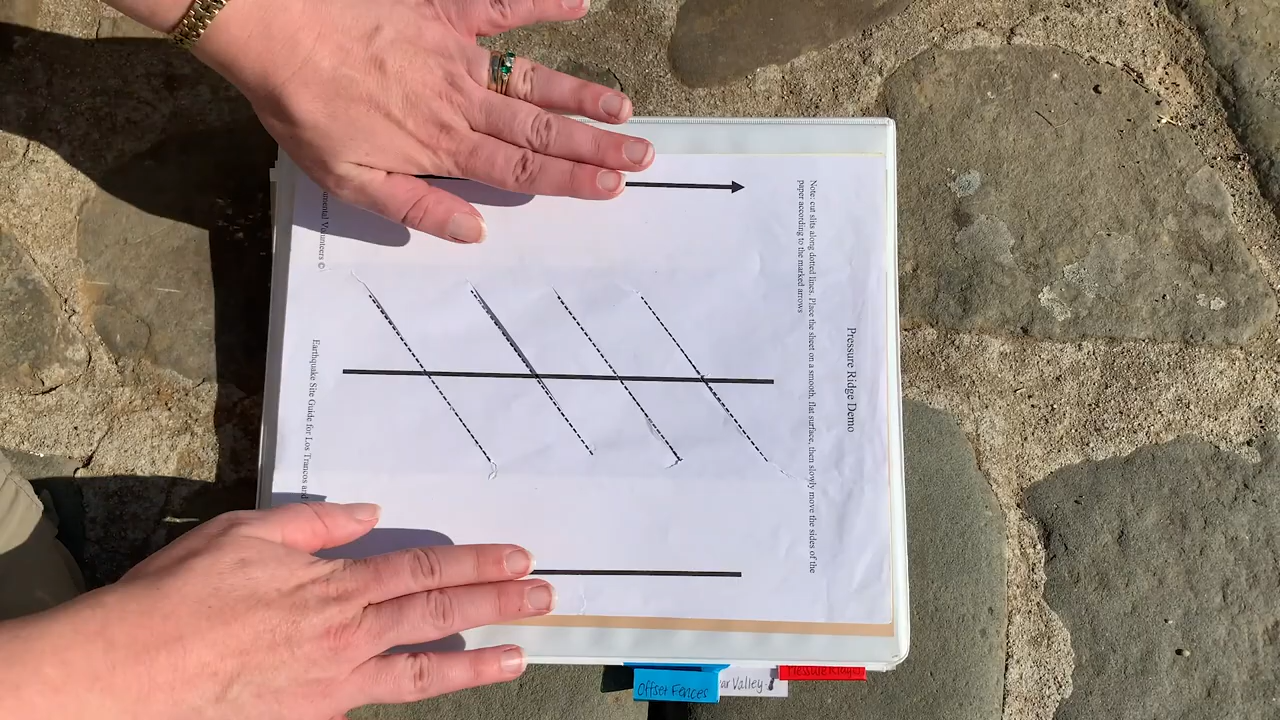 Pressure Ridge Demo
Note: cut slits along dotted lines. Place the sheet on a smooth, flat surface, then slowly move the sides of the
paper according to the marked arrows
Earthquake Site Guide for Los Trancos and
Volunteers ©
Offset Fences
Valley